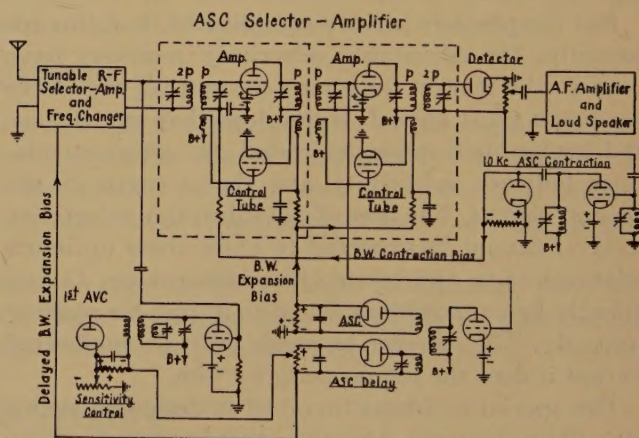 ASC Selector-Amplifier
Tunable R-F
Selector-Amp.
and
Freq. Changer
2p
p
Amp.
p
B+
B+
Control
Tube
p
Amp.
p
2p
B+
B+
Control
Tube
Detector
A.F. Amplifier
and
Loud Speaker
10 Kc ASC Contraction
B+
B+
B.W. Contraction Bias
B.W.
Expansion
Bias
Delayed B.W. Expansion Bias
1st AVC
B+
Sensitivity
Control
ASC
ASC Delay
B+